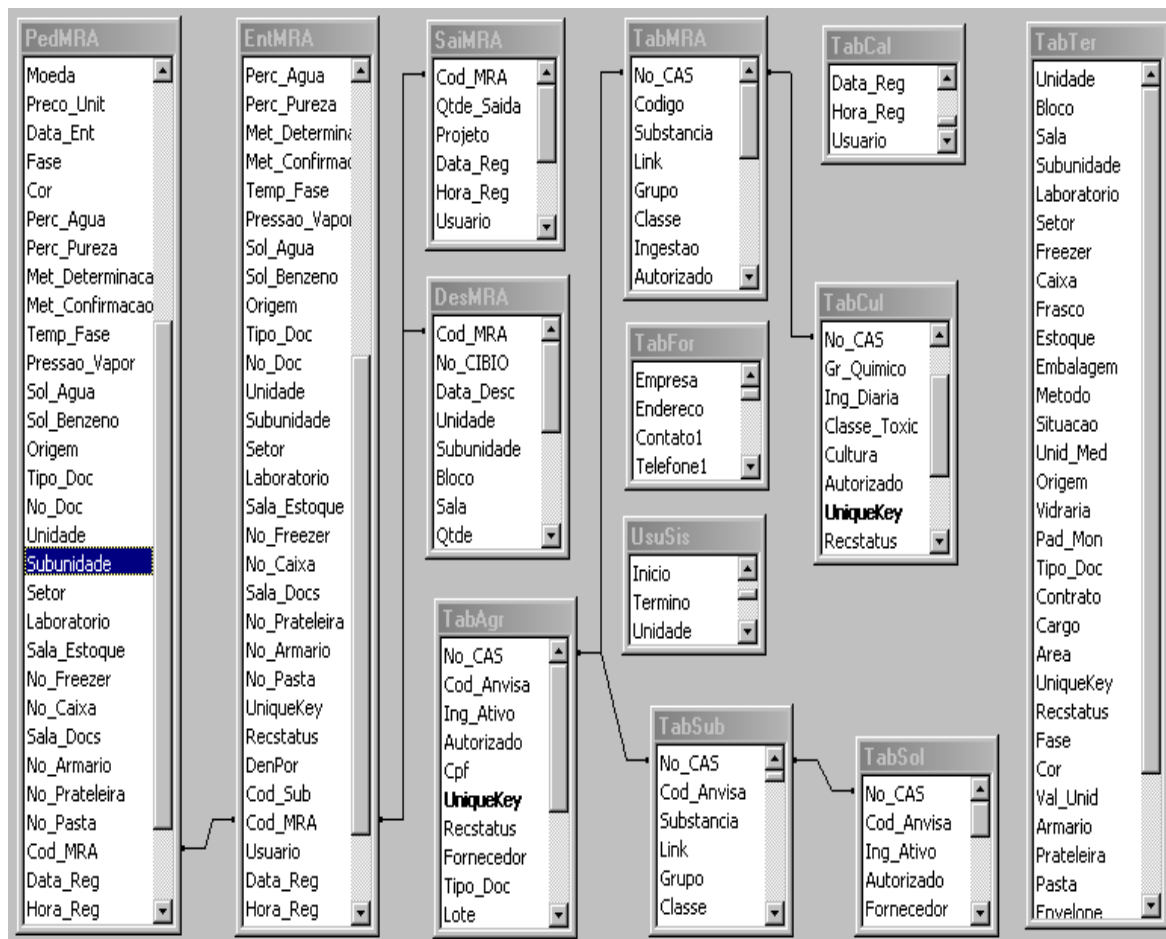 PedMRA
Moeda
Preco_Unit
Data_Ent
Fase
Cor
Perc_Agua
Perc_Pureza
Met_Determinaca
Met_Confirmacao
Temp_Fase
Pressao_Vapor
Sol_Agua
Sol_Benzeno
Origem
Tipo_Doc
No_Doc
Unidade
Subunidade
Setor
Laboratorio
Sala_Estoque
No_Freezer
No_Caixa
Sala_Docs
No_Armario
No_Prateleira
No_Pasta
Cod_MRA
Data_Reg
Hora_Reg
EntMRA
Perc_Agua
Perc_Pureza
Met_Determina
Met_Confirmac
Temp_Fase
Pressao_Vapor
Sol_Agua
Sol_Benzeno
Origem
Tipo_Doc
No_Doc
Unidade
Subunidade
Setor
Laboratorio
Sala_Estoque
No_Freezer
No_Caixa
Sala_Docs
No_Prateleira
No_Armario
No_Pasta
UniqueKey
Recstatus
DenPor
Cod_Sub
Cod_MRA
Usuario
Data_Reg
Hora_Reg
SaiMRA
Cod_MRA
Qtde_Saida
Projeto
Data_Reg
Hora_Reg
Usuario
DesMRA
Cod_MRA
No_CIBIO
Data_Desc
Unidade
Subunidade
Bloco
Sala
Qtde
TabAgr
No_CAS
Cod_Anvisa
Ing_Ativo
Autorizado
Cpf
UniqueKey
Recstatus
Fornecedor
Tipo_Doc
Lote
TabMRA
No_CAS
Codigo
Substancia
Link
Grupo
Classe
Ingestao
Autorizado
TabFor
Empresa
Endereco
Contato1
Telefone1
UsuSis
Inicio
Termino
Unidade
TabSub
No_CAS
Cod_Anvisa
Substancia
Link
Grupo
Classe
TabCal
Data_Reg
Hora_Reg
Usuario
TabCul
No_CAS
Gr_Quimico
Ing_Diaria
Classe_Toxic
Cultura
Autorizado
UniqueKey
Recstatus
TabSol
No_CAS
Cod_Anvisa
Ing_Ativo
Autorizado
Fornecedor
TabTer
Unidade
Bloco
Sala
Subunidade
Laboratorio
Setor
Freezer
Caixa
Frasco
Estoque
Embalagem
Metodo
Situacao
Unid_Med
Origem
Vidraria
Pad_Mon
Tipo_Doc
Contrato
Cargo
Area
UniqueKey
Recstatus
Fase
Cor
Val_Unid
Armario
Prateleira
Pasta
Envelope